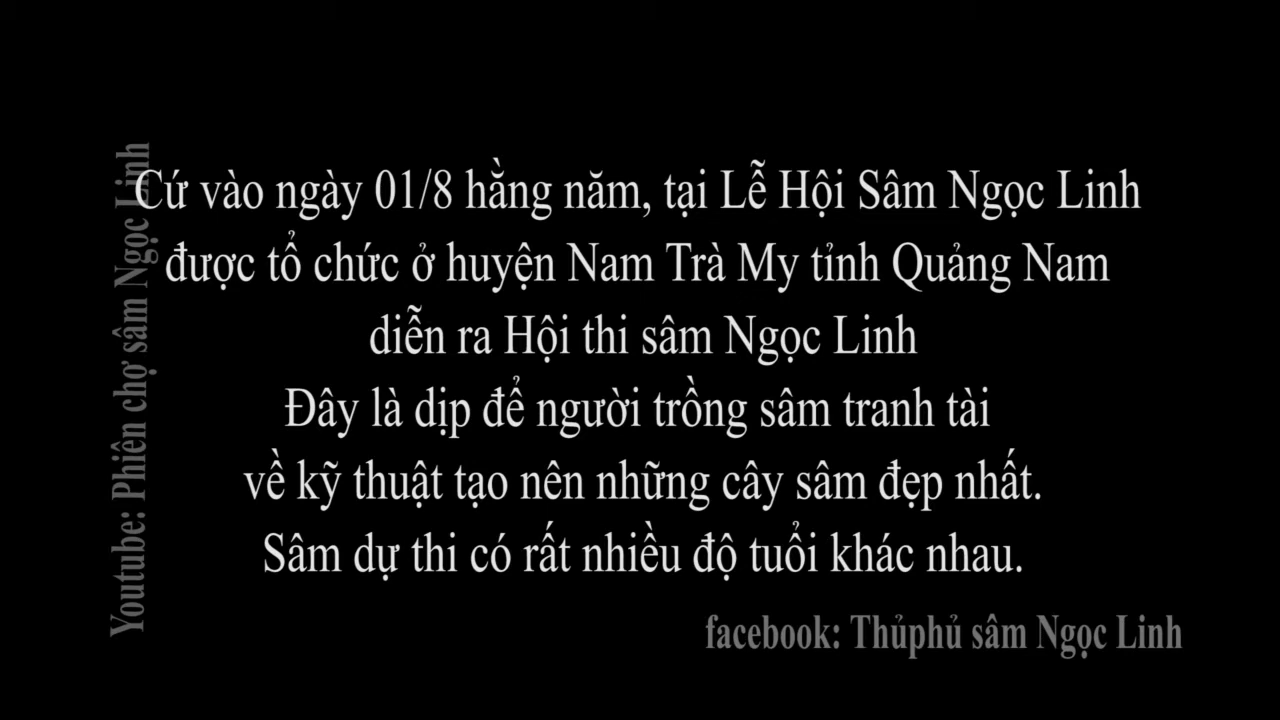 Cứ vào ngày 01/8 hằng năm, tại Lễ Hội Sâm Ngọc Linh
được tổ chức ở huyện Nam Trà My tỉnh Quảng Nam
diễn ra Hội thi sâm Ngọc Linh
Đây là dịp để người trồng sâm tranh tài
về kỹ thuật tạo nên những cây sâm đẹp nhất.
Sâm dự thi có rất nhiều độ tuổi khác nhau.
Youtube: Phiên chợ sâm Ngọc Linh
facebook: Thủphủ sâm Ngọc Linh